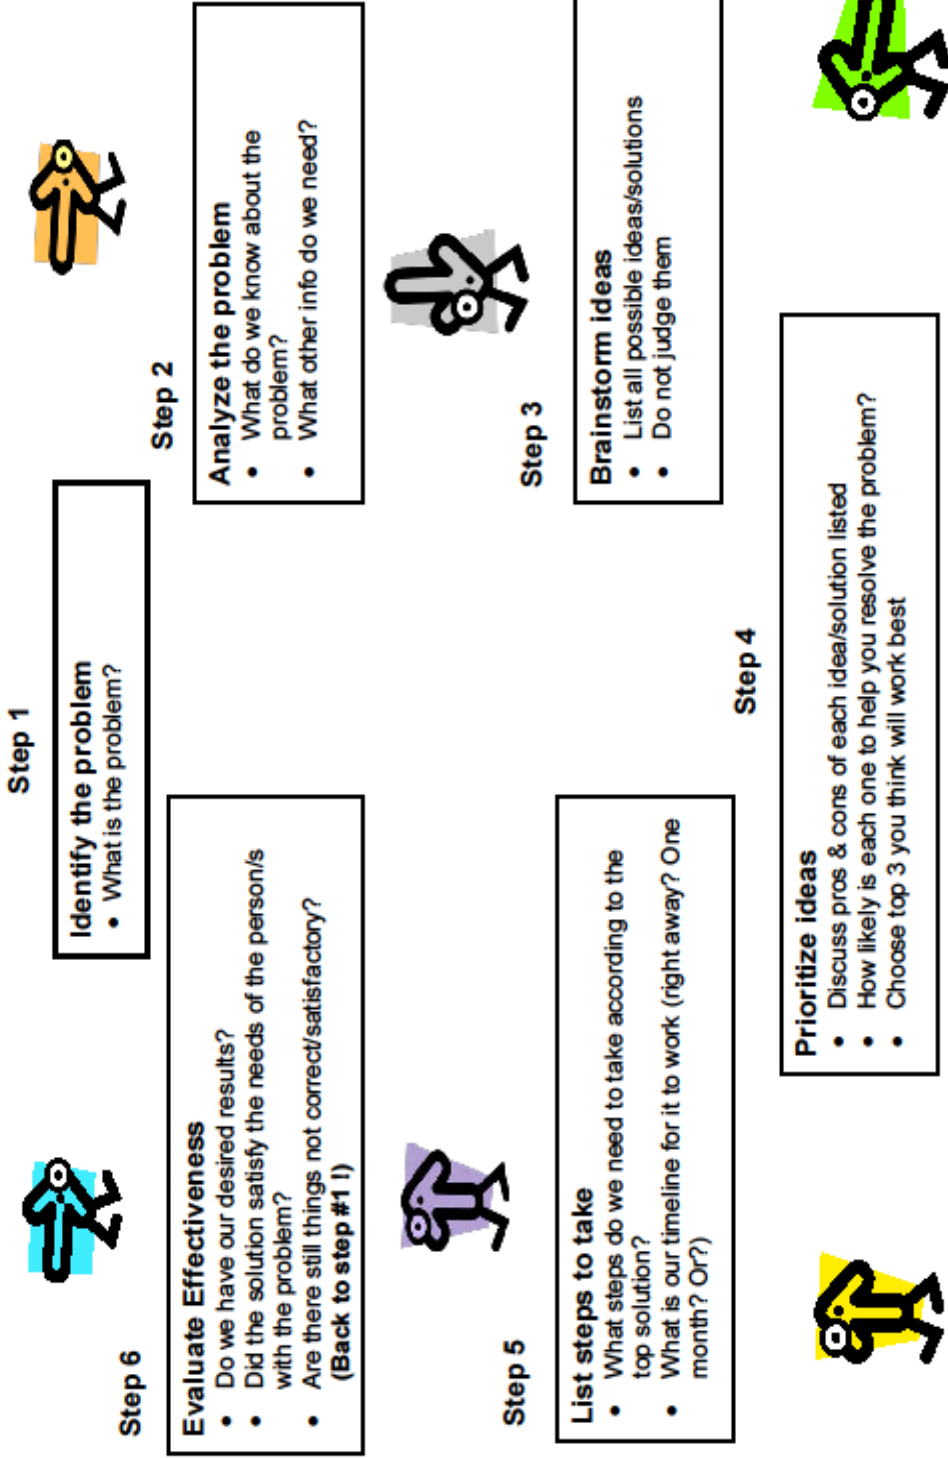 Step 1
Identify the problem
• What is the problem?
Step 2
Analyze the problem
• What do we know about the
problem?
• What other info do we need?
Step 3
Brainstorm ideas
• List all possible ideas/solutions
• Do not judge them
Step 4
Prioritize ideas
• Discuss pros & cons of each idea/solution listed
• How likely is each one to help you resolve the problem?
• Choose top 3 you think will work best
Step 5
List steps to take
• What steps do we need to take according to the
top solution?
• What is our timeline for it to work (right away? One
month? Or?)
Step 6
Evaluate Effectiveness
• Do we have our desired results?
• Did the solution satisfy the needs of the person/s
with the problem?
• Are there still things not correct/satisfactory?
(Back to step #1 !)